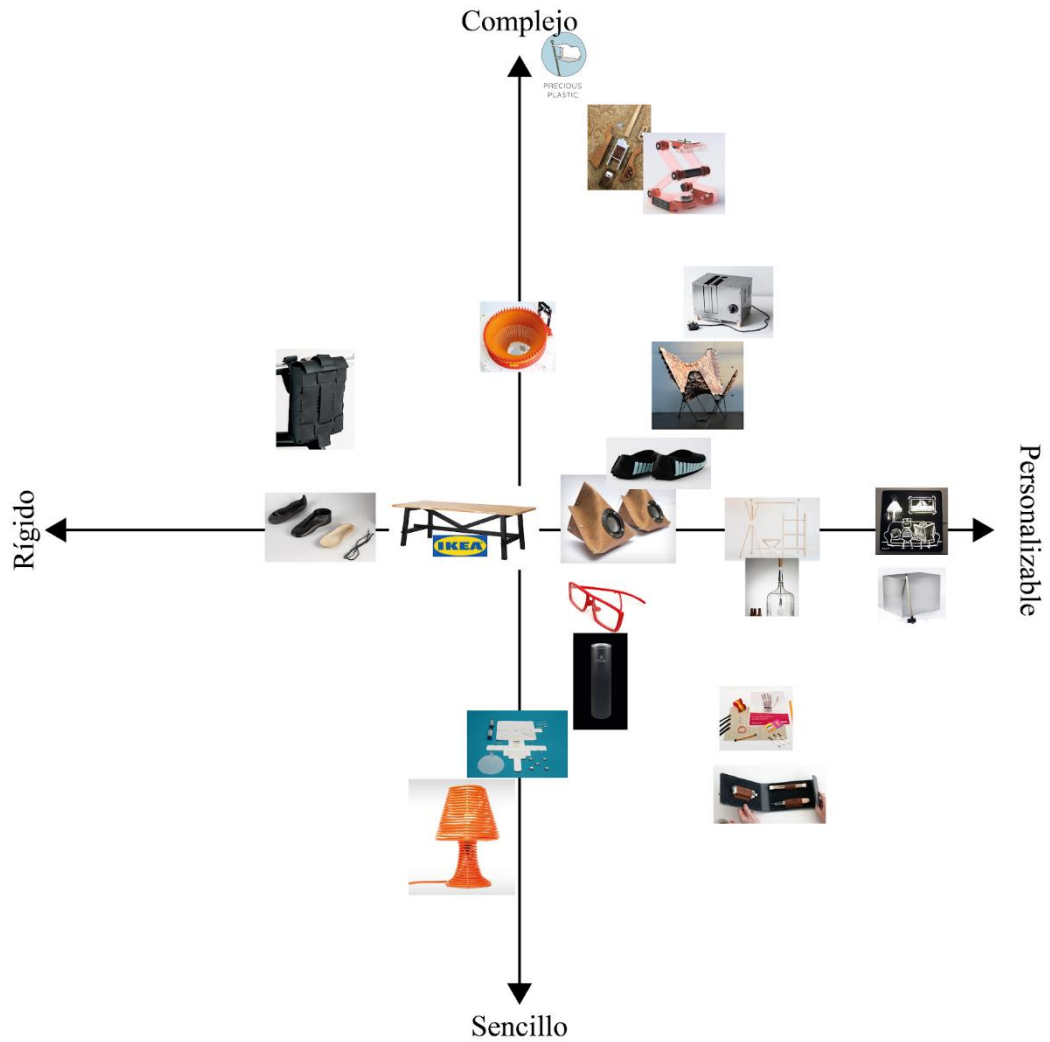 Complejo
PRECIOUS
PLASTIC
Rígido
IKEA
Personalizable
Sencillo